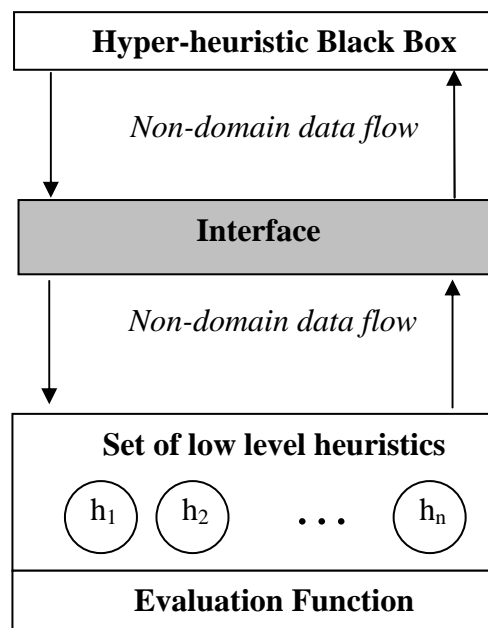 Hyper-heuristic Black Box
Non-domain data flow
Interface
Non-domain data flow
Set of low level heuristics
h₁ h₂ ... hₙ
Evaluation Function